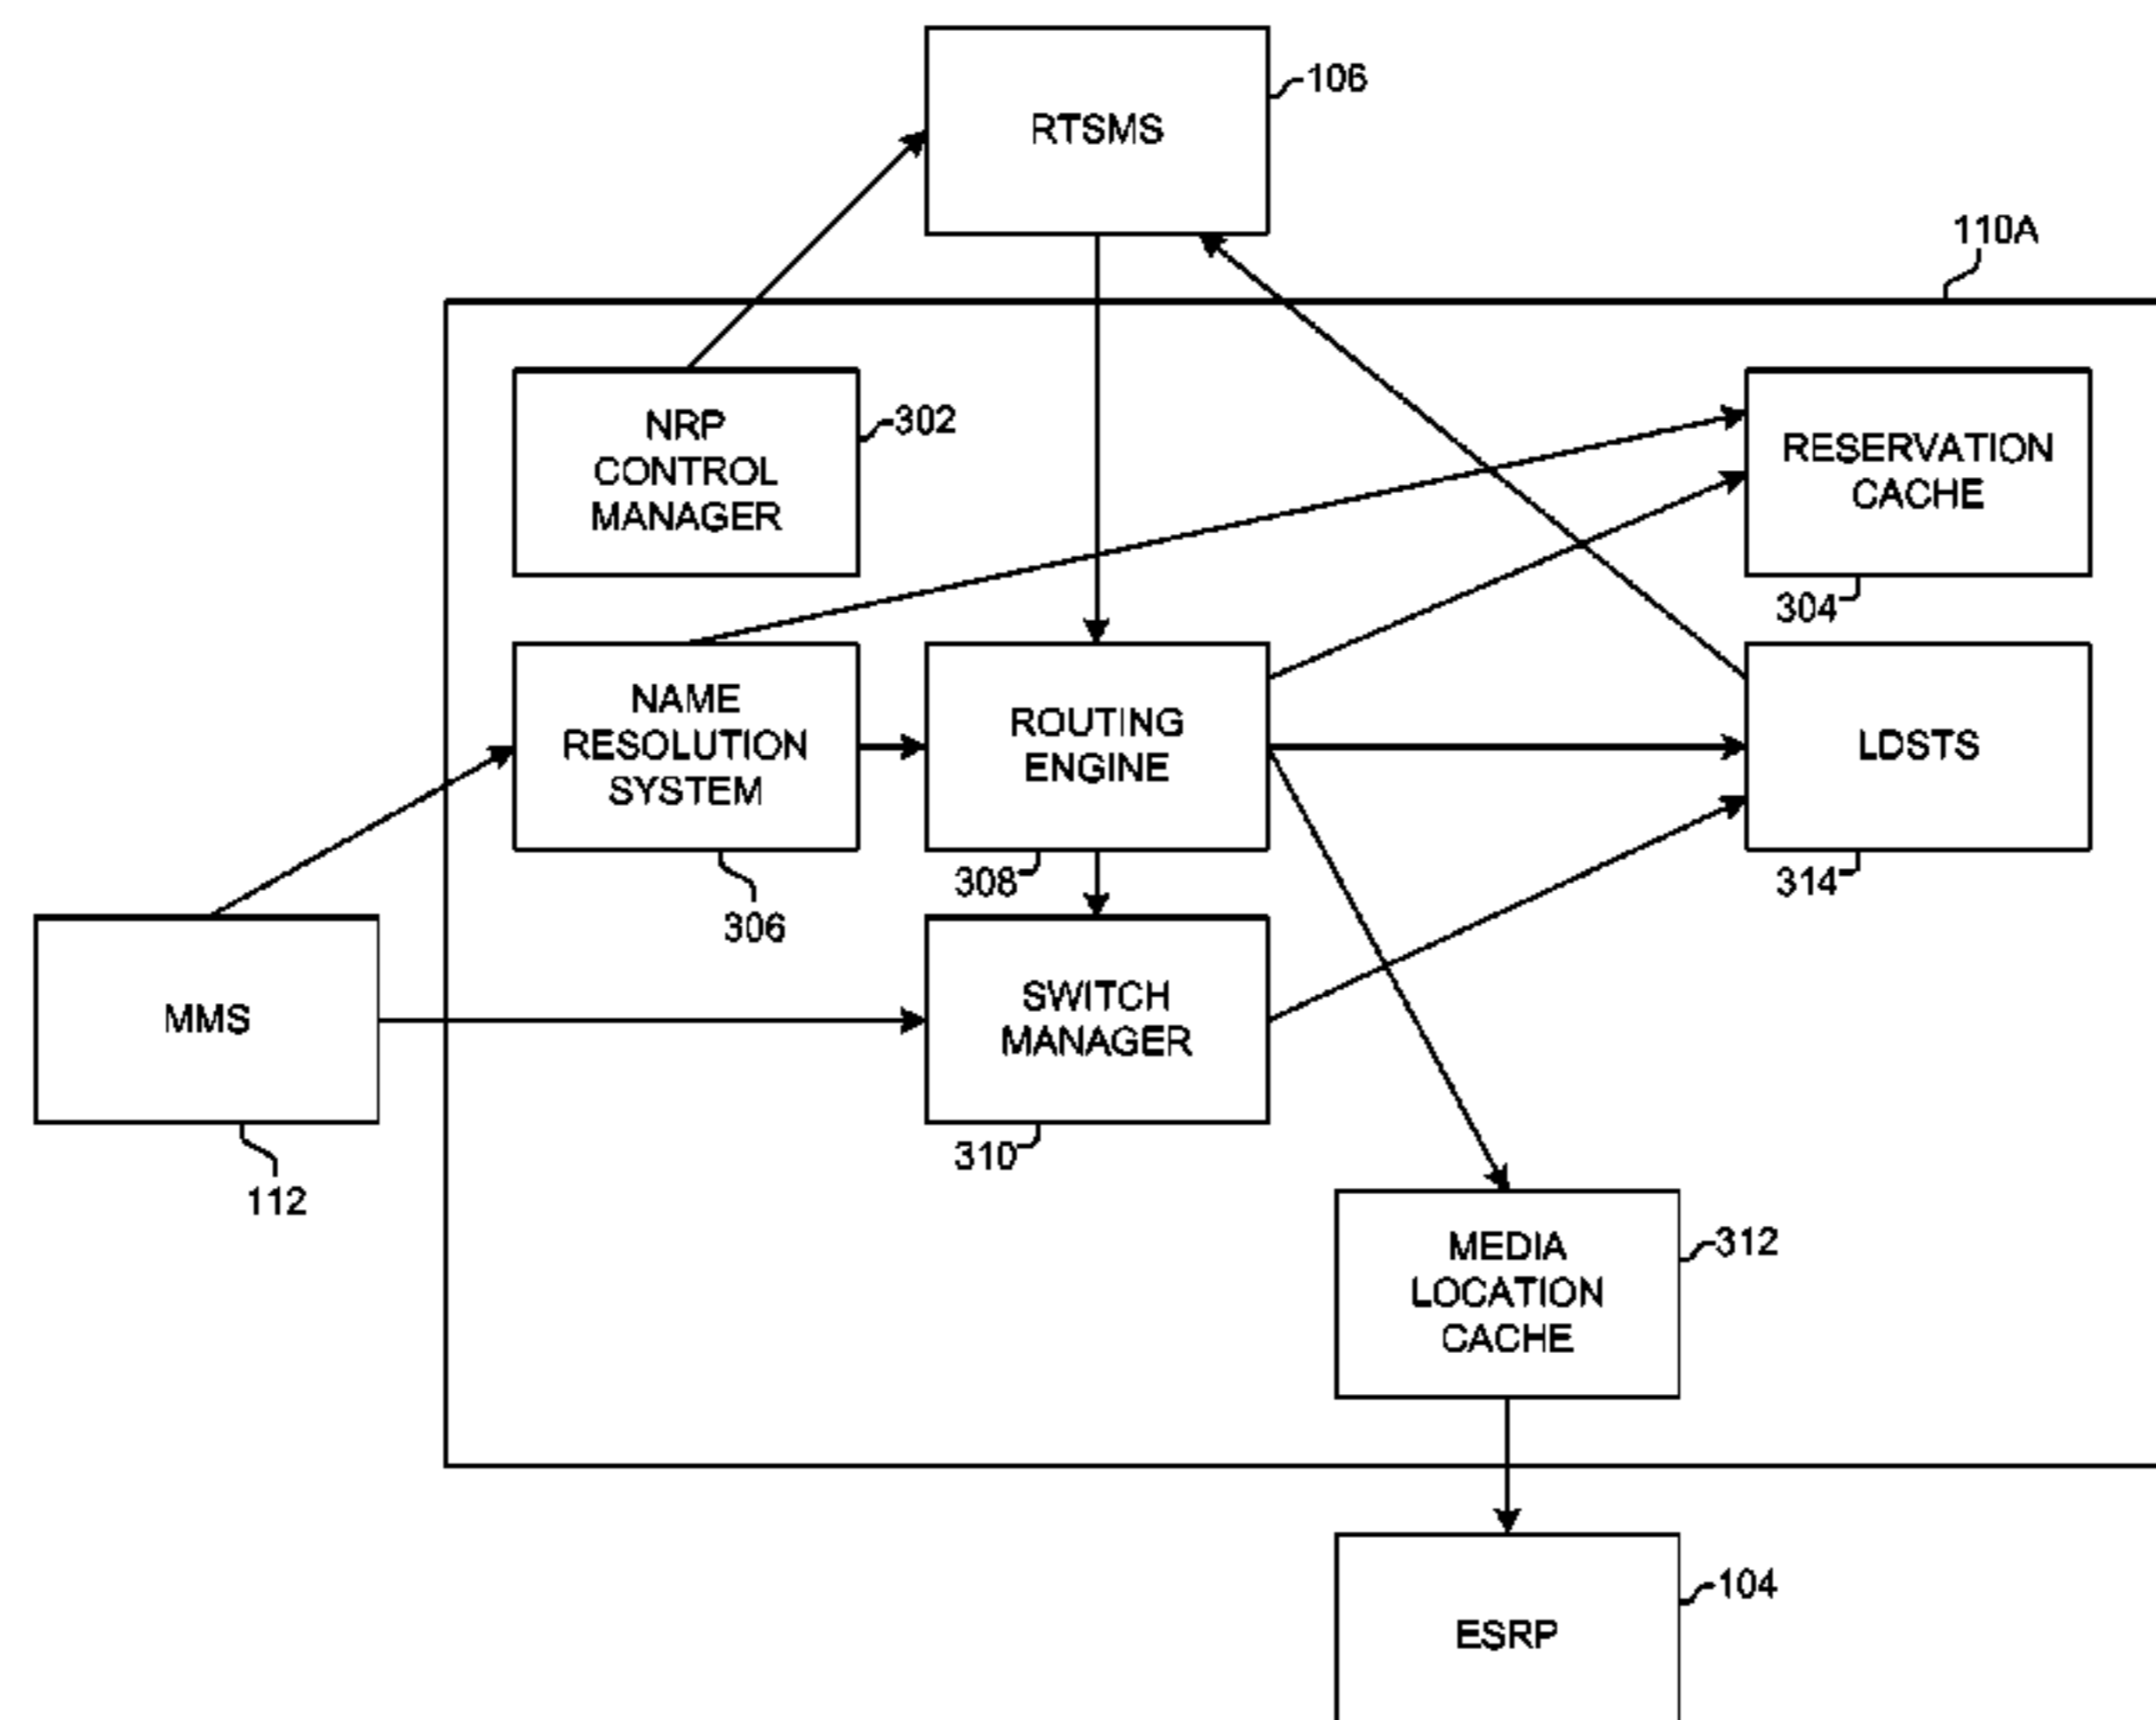 RTSMS
106
110A
NRP
CONTROL
MANAGER
302
RESERVATION
CACHE
304
NAME
RESOLUTION
SYSTEM
306
ROUTING
ENGINE
308
LDSTS
314
MMS
112
SWITCH
MANAGER
310
MEDIA
LOCATION
CACHE
312
ESRP
104